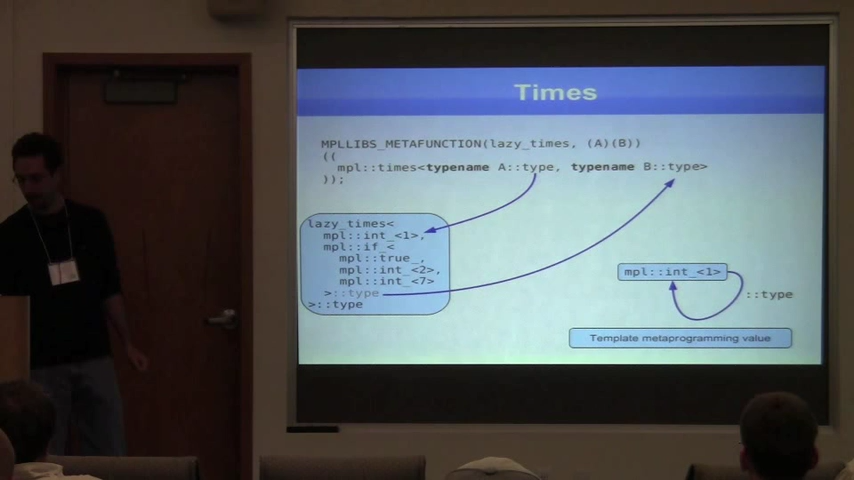 Times
MPLLIBS_METAFUNCTION(lazy_times, (A)(B))
((
mpl::times<typename A::type, typename B::type>
));
lazy_times<
mpl::int_<1>,
mpl::if_<
mpl::true_,
mpl::int_<2>,
mpl::int_<7>
>::type
>::type
mpl::int_<1>
::type
Template metaprogramming value